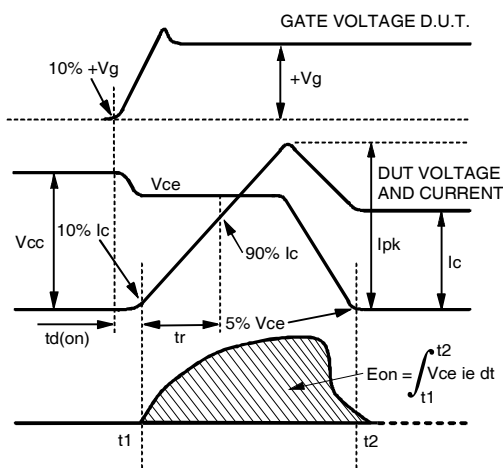 GATE VOLTAGE D.U.T.
10% +Vg
+Vg
Vce
DUT VOLTAGE
AND CURRENT
Vcc
10% Ic
90% Ic
Ipk
Ic
td(on)
tr
5% Vce
Eon = ∫ Vce ie dt
t2
t1
t1
t2